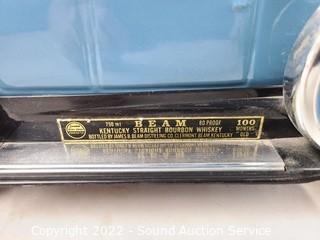 750 ml BEAM 80 PROOF 100
KENTUCKY STRAIGHT BOURBON WHISKEY MONTHS
BOTTLED BY JAMES B. BEAM DISTILLING CO. CLERMONT BEAM KENTUCKY OLD
Copyright 2022 - Sound Auction Service